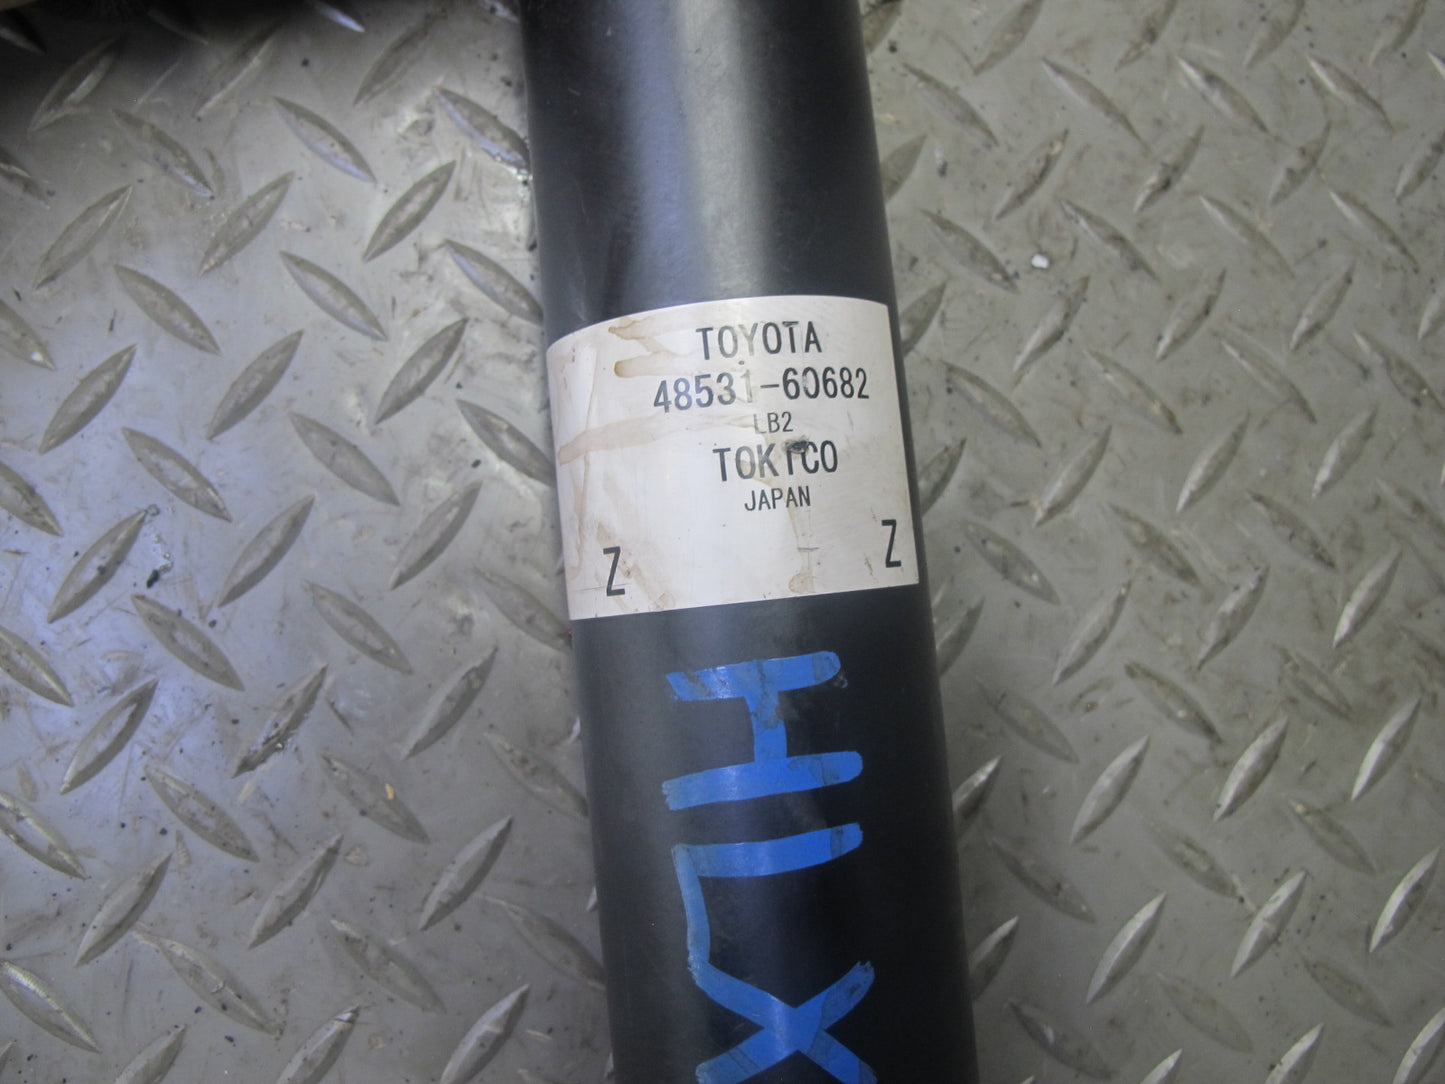 TOYOTA
48531-60682
LB2
TOKICO
JAPAN
Z Z
HLX